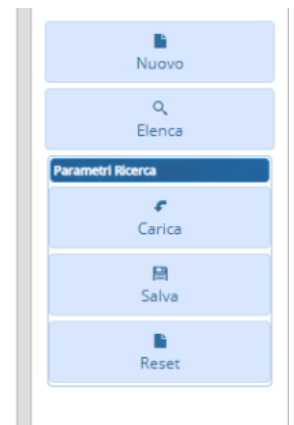 Nuovo
Elenca
Parametri Ricerca
Carica
Salva
Reset